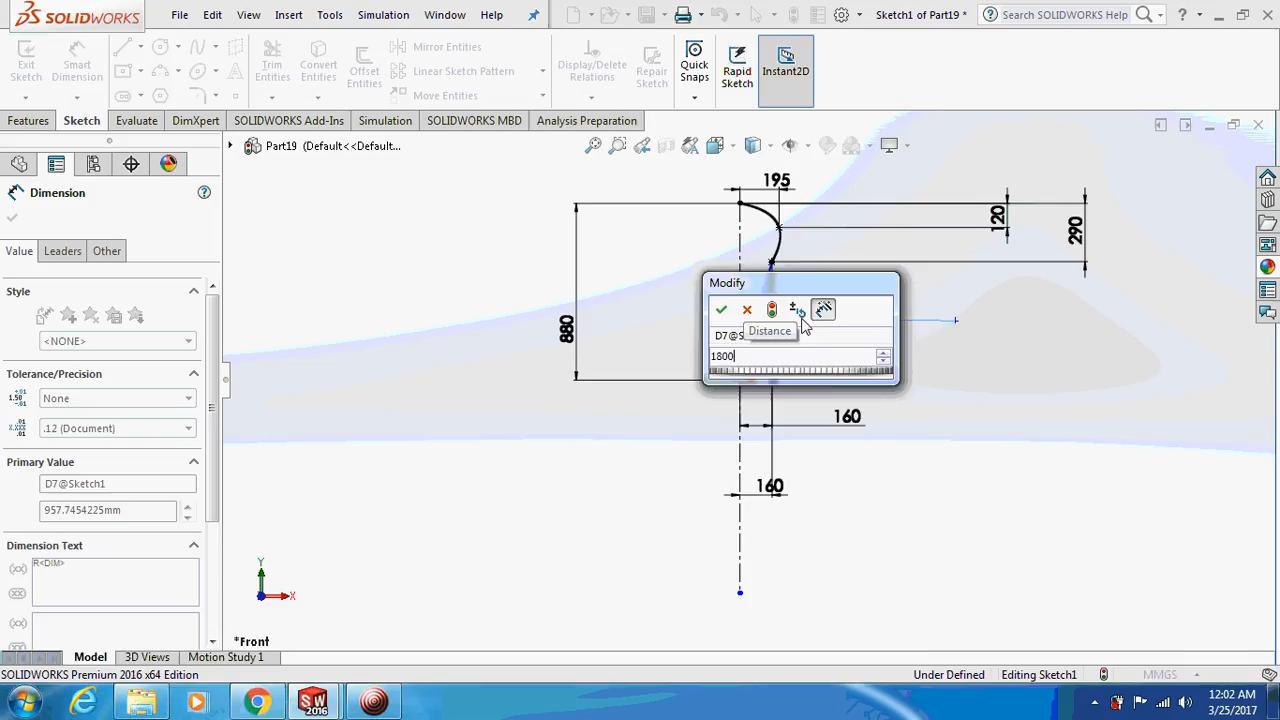 SOLIDWORKS File Edit View Insert Tools Simulation Window Help Sketch1 of Part19 * Search SOLIDWORKS Help
Exit Sketch
Smart Dimension
Trim Entities
Convert Entities
Offset Entities
Mirror Entities
Linear Sketch Pattern
Move Entities
Display/Delete Relations
Repair Sketch
Quick Snaps
Rapid Sketch
Instant2D
Features Sketch Evaluate DimXpert SOLIDWORKS Add-Ins Simulation SOLIDWORKS MBD Analysis Preparation
Part19 (Default<<Default...
Dimension
Value Leaders Other
Style
<NONE>
Tolerance/Precision
1.50 None
.12 (Document)
Primary Value
D7@Sketch1
957.7454225mm
Dimension Text
R<DIM>
195
120
290
880
Modify
Distance
D7@S
1800
160
160
Y
X
*Front
Model 3D Views Motion Study 1
SOLIDWORKS Premium 2016 x64 Edition Under Defined Editing Sketch1 MMGS
SW
2016
12:02 AM
3/25/2017